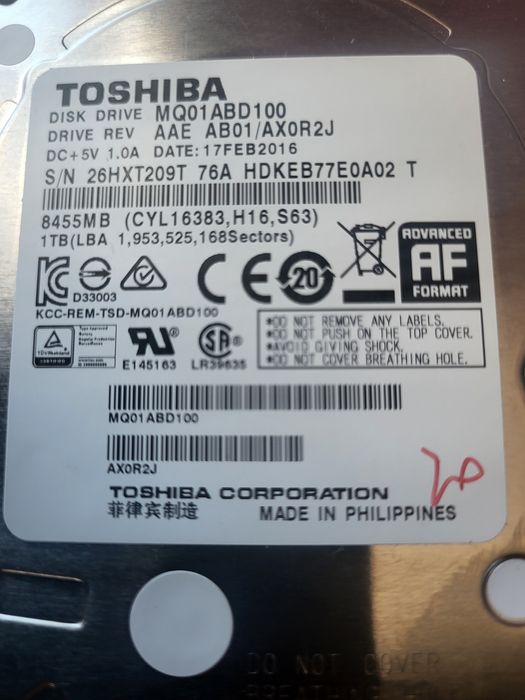 TOSHIBA
DISK DRIVE MQ01ABD100
DRIVE REV AAE AB01/AX0R2J
DC+5V 1.0A DATE:17FEB2016
S/N 26HXT209T 76A HDKEB77E0A02 T
8455MB (CYL16383,H16,S63)
1TB(LBA 1,953,525,168Sectors)
ADVANCED
AF
FORMAT
D33003
20
KCC-REM-TSD-MQ01ABD100
E145163
LR39635
*DO NOT REMOVE ANY LABELS.
*DO NOT PUSH ON THE TOP COVER.
*AVOID GIVING SHOCK.
*DO NOT COVER BREATHING HOLE.
MQ01ABD100
AX0R2J
TOSHIBA CORPORATION
菲律宾制造 MADE IN PHILIPPINES
DO NOT COVER